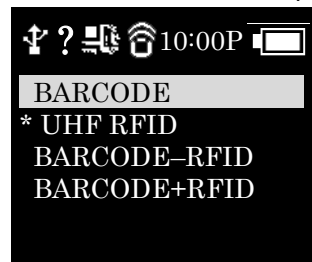 ? 10:00P
BARCODE
* UHF RFID
BARCODE–RFID
BARCODE+RFID